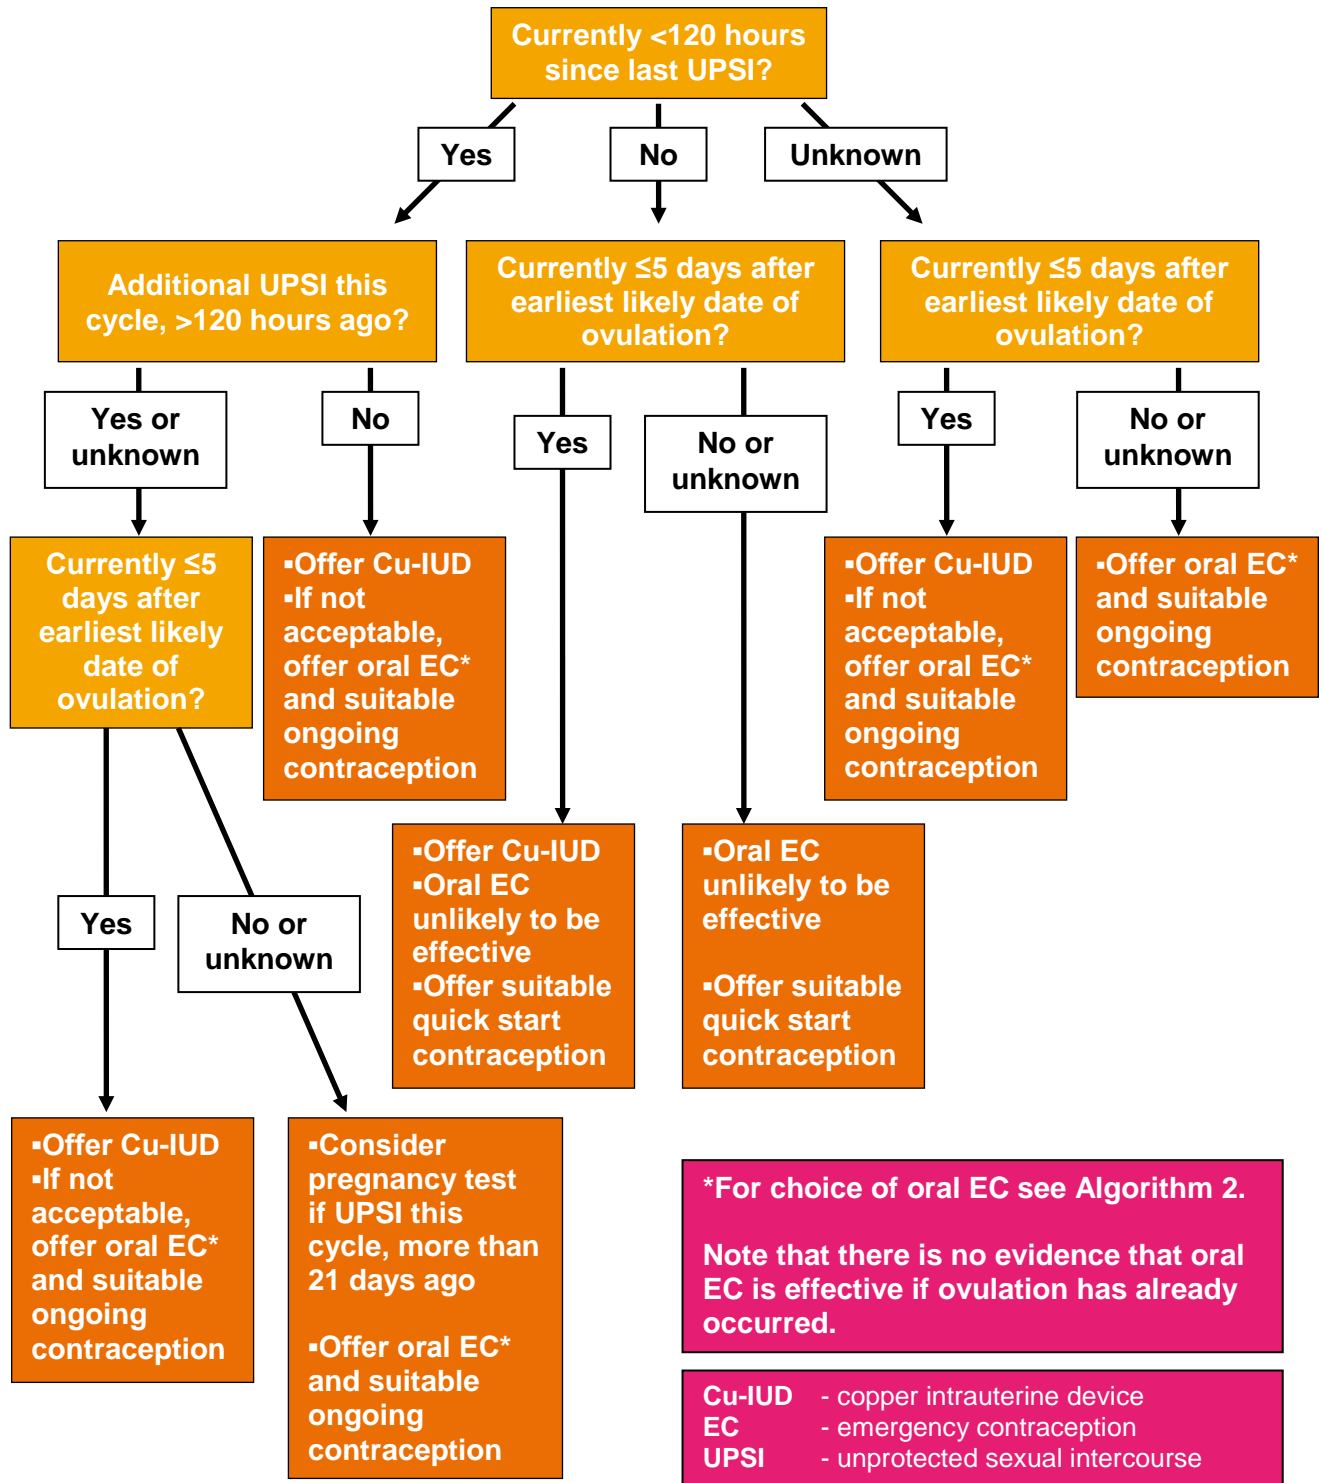 Currently <120 hours
since last UPSI?
Yes
No
Unknown
Additional UPSI this
cycle, >120 hours ago?
Currently ≤5 days after
earliest likely date of
ovulation?
Currently ≤5 days after
earliest likely date of
ovulation?
Yes or
unknown
No
Yes
No or
unknown
Yes
No or
unknown
Currently ≤5
days after
earliest likely
date of
ovulation?
▪Offer Cu-IUD
▪If not
acceptable,
offer oral EC*
and suitable
ongoing
contraception
▪Offer Cu-IUD
▪If not
acceptable,
offer oral EC*
and suitable
ongoing
contraception
▪Offer oral EC*
and suitable
ongoing
contraception
Yes
No or
unknown
▪Offer Cu-IUD
▪Oral EC
unlikely to be
effective
▪Offer suitable
quick start
contraception
▪Oral EC
unlikely to be
effective
▪Offer suitable
quick start
contraception
▪Offer Cu-IUD
▪If not
acceptable,
offer oral EC*
and suitable
ongoing
contraception
▪Consider
pregnancy test
if UPSI this
cycle, more than
21 days ago
▪Offer oral EC*
and suitable
ongoing
contraception
*For choice of oral EC see Algorithm 2.
Note that there is no evidence that oral
EC is effective if ovulation has already
occurred.
Cu-IUD - copper intrauterine device
EC - emergency contraception
UPSI - unprotected sexual intercourse